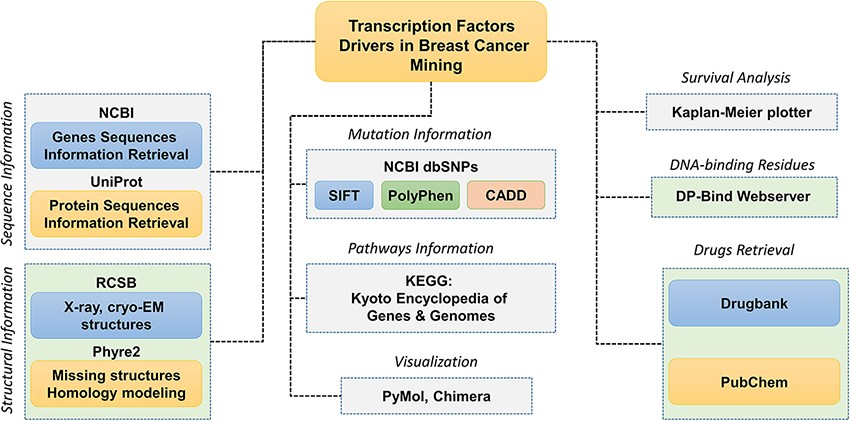 Transcription Factors
Drivers in Breast Cancer
Mining
Sequence Information
NCBI
Genes Sequences
Information Retrieval
UniProt
Protein Sequences
Information Retrieval
Structural Information
RCSB
X-ray, cryo-EM
structures
Phyre2
Missing structures
Homology modeling
Mutation Information
NCBI dbSNPs
SIFT
PolyPhen
CADD
Pathways Information
KEGG:
Kyoto Encyclopedia of
Genes & Genomes
Visualization
PyMol, Chimera
Survival Analysis
Kaplan-Meier plotter
DNA-binding Residues
DP-Bind Webserver
Drugs Retrieval
Drugbank
PubChem